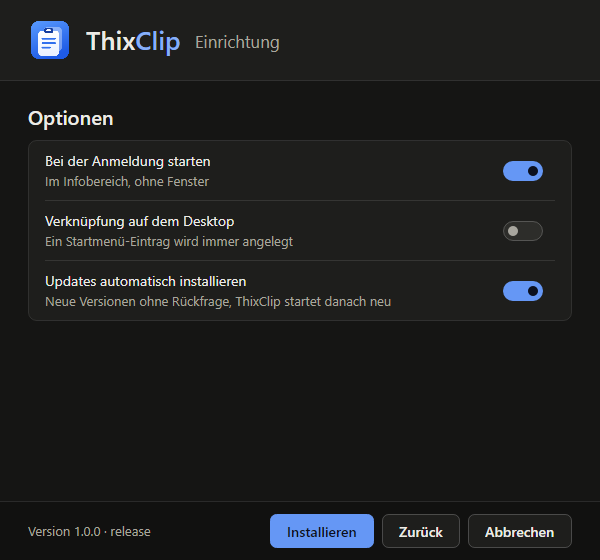 ThixClip Einrichtung
Optionen
Bei der Anmeldung starten
Im Infobereich, ohne Fenster
Verknüpfung auf dem Desktop
Ein Startmenü-Eintrag wird immer angelegt
Updates automatisch installieren
Neue Versionen ohne Rückfrage, ThixClip startet danach neu
Version 1.0.0 · release
Installieren
Zurück
Abbrechen